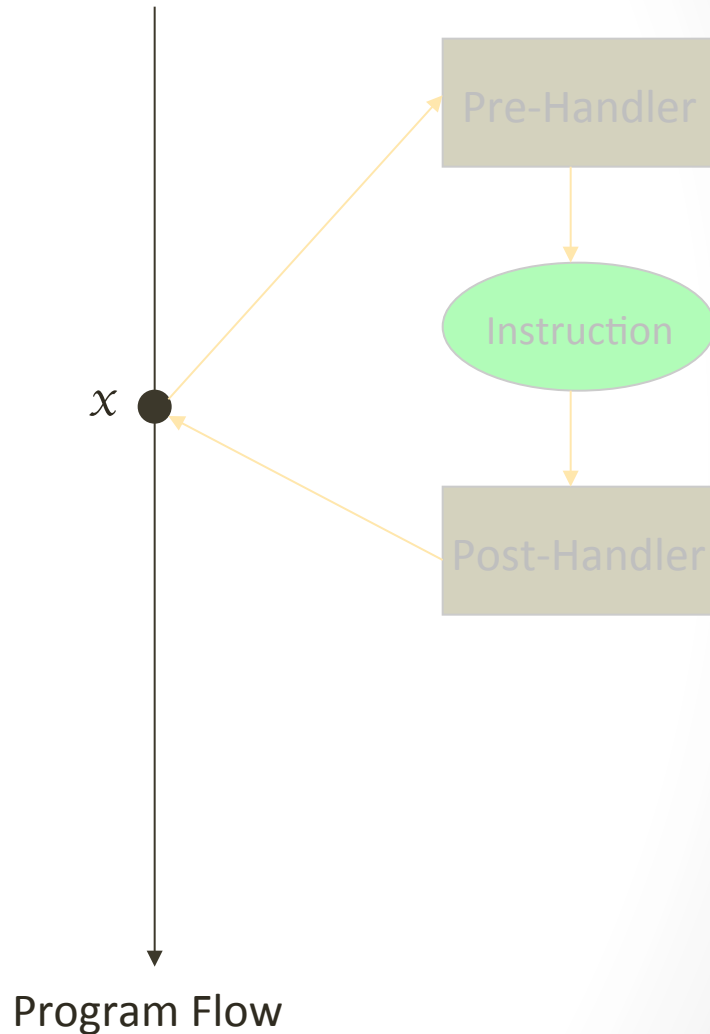 Pre-Handler
Instruction
x
Post-Handler
Program Flow